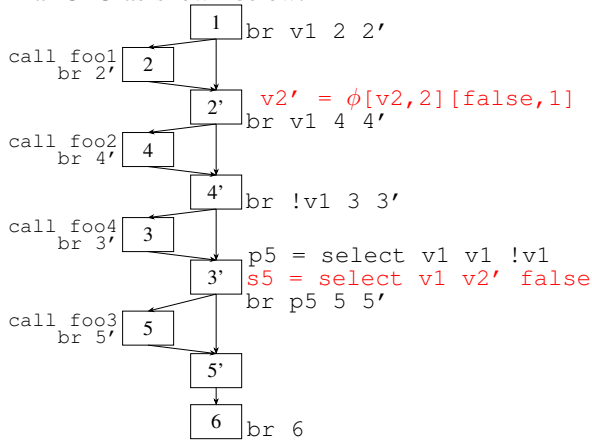 1
br v1 2 2′
call foo1
br 2′
2
2'
v2′ = ϕ[v2,2][false,1]
br v1 4 4′
call foo2
br 4′
4
4'
br !v1 3 3′
call foo4
br 3′
3
3'
p5 = select v1 v1 !v1
s5 = select v1 v2′ false
br p5 5 5′
call foo3
br 5′
5
5'
6
br 6